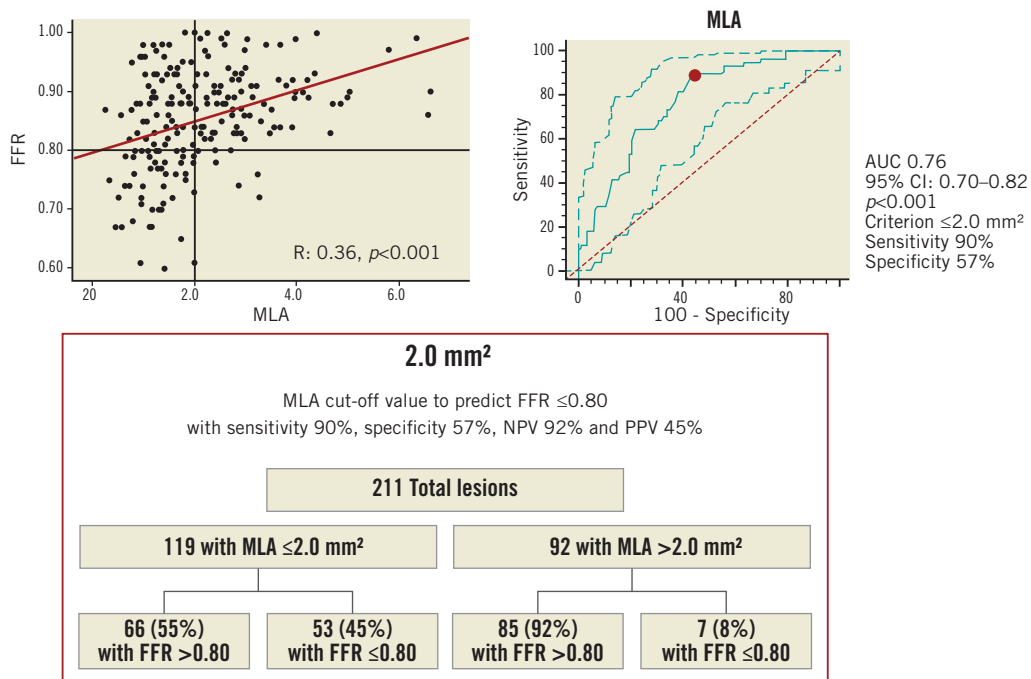 1.00
0.90
0.80
0.70
0.60
FFR
R: 0.36, p<0.001
20 2.0 4.0 6.0
MLA
MLA
100
80
60
40
20
0
Sensitivity
0 40 80
100 - Specificity
AUC 0.76
95% CI: 0.70–0.82
p<0.001
Criterion ≤2.0 mm²
Sensitivity 90%
Specificity 57%
2.0 mm²
MLA cut-off value to predict FFR ≤0.80
with sensitivity 90%, specificity 57%, NPV 92% and PPV 45%
211 Total lesions
119 with MLA ≤2.0 mm²
92 with MLA >2.0 mm²
66 (55%)
with FFR >0.80
53 (45%)
with FFR ≤0.80
85 (92%)
with FFR >0.80
7 (8%)
with FFR ≤0.80